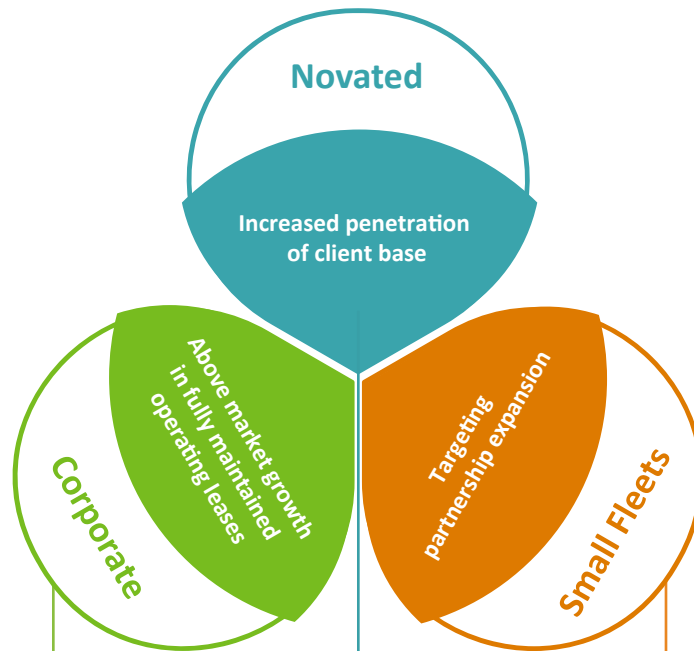 Novated
Increased penetration
of client base
Above market growth
in fully maintained
operating leases
Corporate
Targeting
partnership expansion
Small Fleets